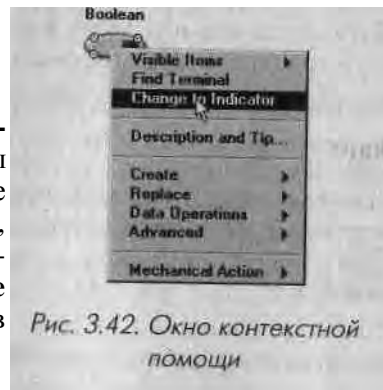 Boolean
Visible Items
Find Terminal
Change to Indicator
Description and Tip...
Create
Replace
Data Operations
Advanced
Mechanical Action
ы
е
,
-
е
в
Рис. 3.42. Окно контекстной
помощи